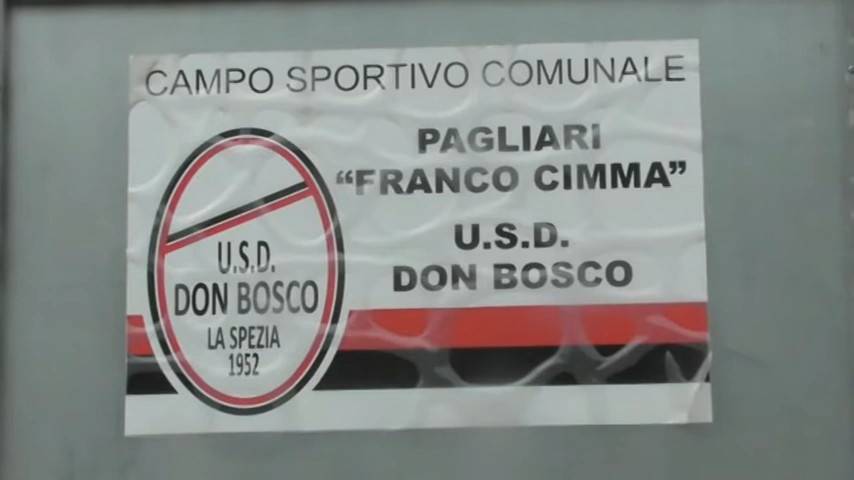 CAMPO SPORTIVO COMUNALE
PAGLIARI
“FRANCO CIMMA”
U.S.D.
DON BOSCO
U.S.D.
DON BOSCO
LA SPEZIA
1952